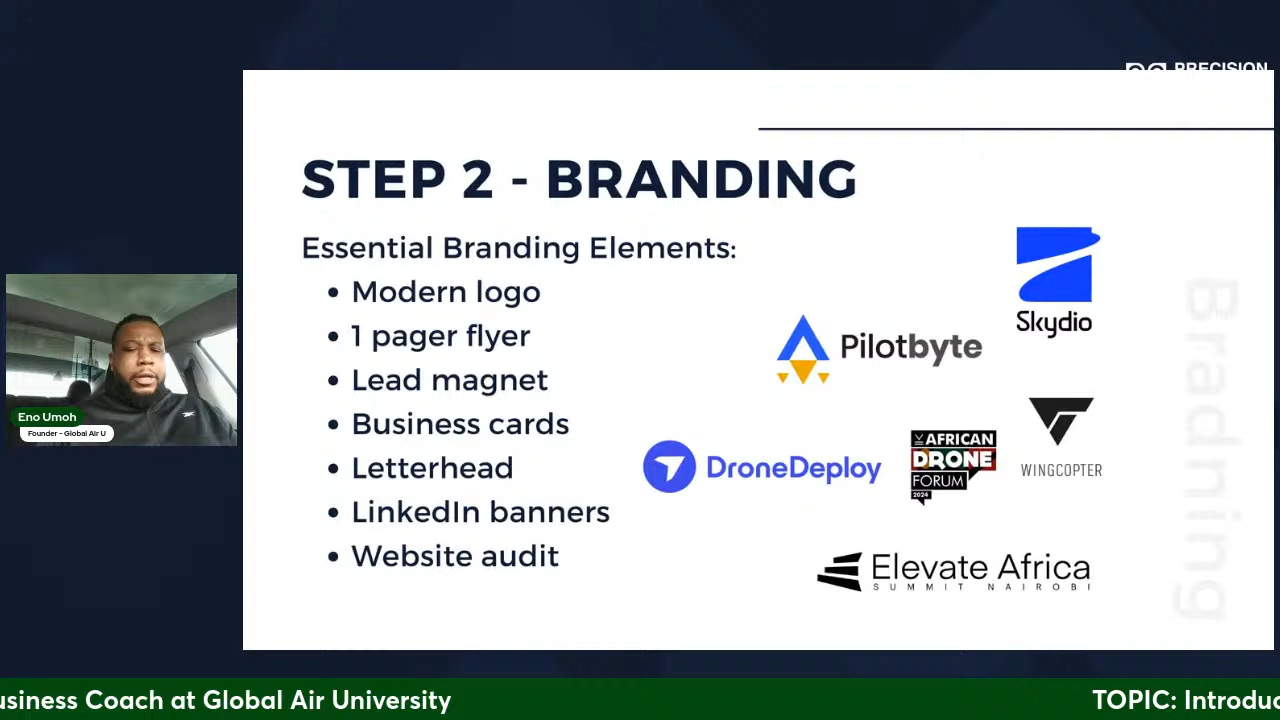 PRECISION
STEP 2 - BRANDING
Essential Branding Elements:
• Modern logo
• 1 pager flyer
• Lead magnet
• Business cards
• Letterhead
• LinkedIn banners
• Website audit
Skydio
Pilotbyte
DroneDeploy
AFRICAN
DRONE
FORUM
2024
WINGCOPTER
Elevate Africa
SUMMIT NAIROBI
Bradning
Eno Umoh
Founder - Global Air U
usiness Coach at Global Air University
TOPIC: Introduc